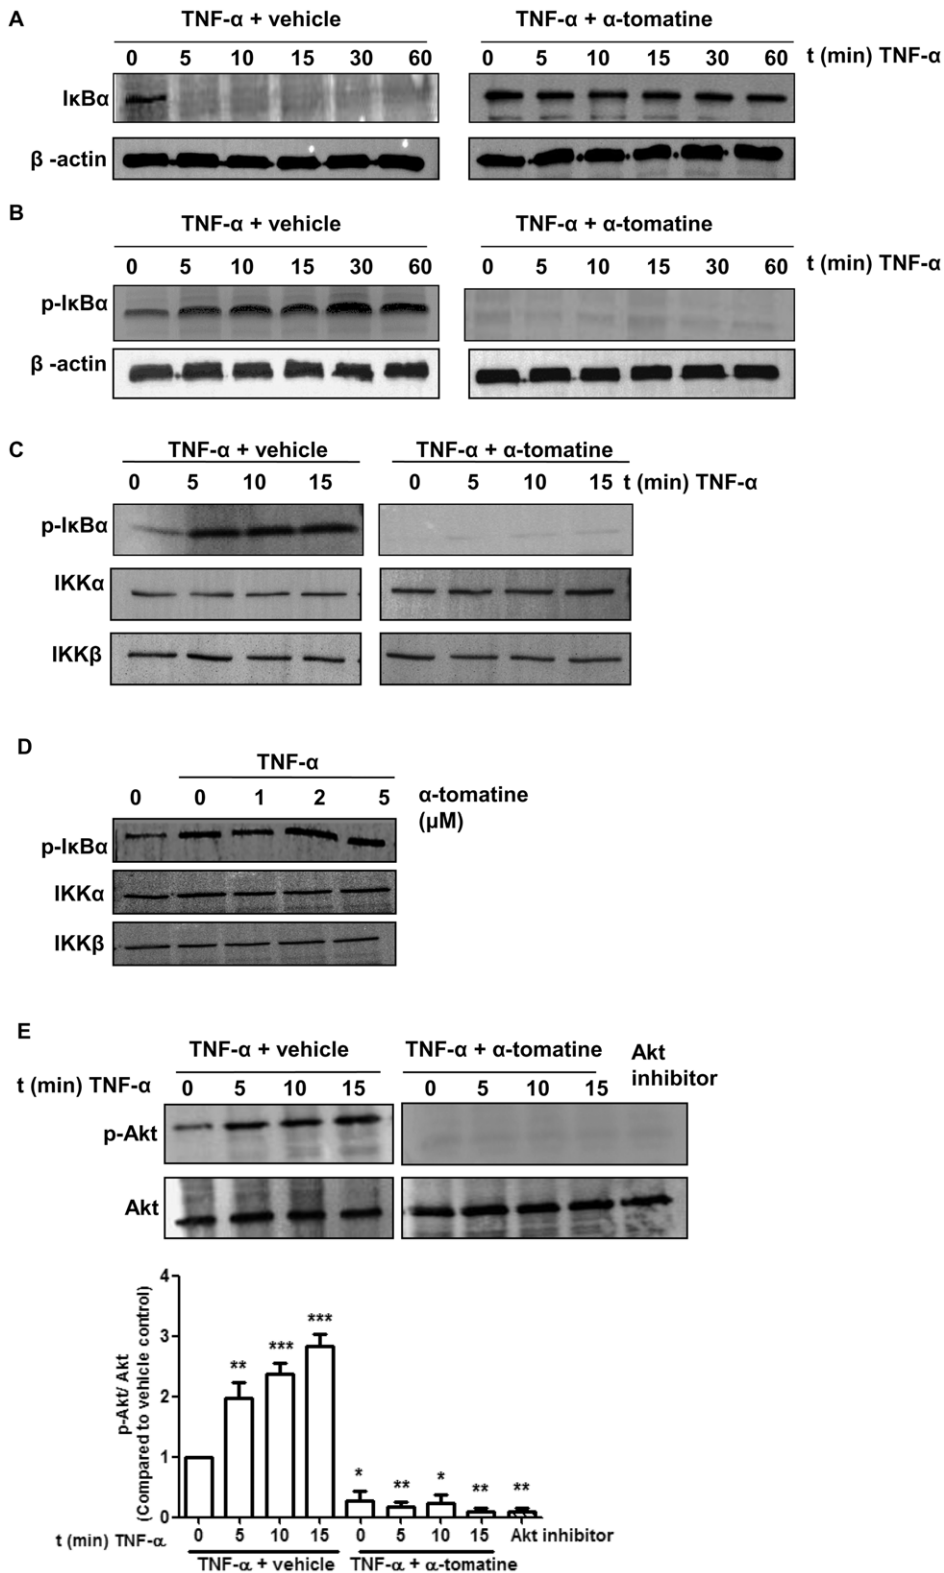 A
TNF-α + vehicle TNF-α + α-tomatine
0 5 10 15 30 60 0 5 10 15 30 60 t (min) TNF-α
IκBα
β -actin
B
TNF-α + vehicle TNF-α + α-tomatine
0 5 10 15 30 60 0 5 10 15 30 60 t (min) TNF-α
p-IκBα
β -actin
C
TNF-α + vehicle TNF-α + α-tomatine
0 5 10 15 0 5 10 15 t (min) TNF-α
p-IκBα
IKKα
IKKβ
D
TNF-α
0 0 1 2 5 α-tomatine
(µM)
p-IκBα
IKKα
IKKβ
E
TNF-α + vehicle TNF-α + α-tomatine Akt
inhibitor
t (min) TNF-α 0 5 10 15 0 5 10 15
p-Akt
Akt
p-Akt/ Akt
(Compared to vehicle control)
4
3
2
1
0
** *** *** * ** * ** **
t (min) TNF-α 0 5 10 15 0 5 10 15 Akt inhibitor
TNF-α + vehicle TNF-α + α-tomatine